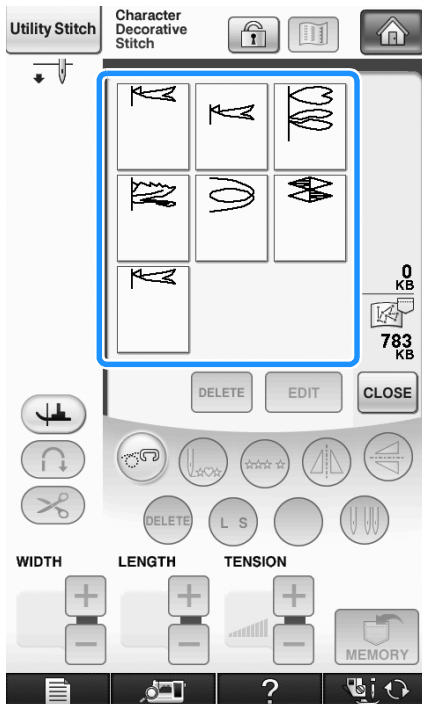 Utility Stitch
Character
Decorative
Stitch
0
KB
783
KB
DELETE
EDIT
CLOSE
DELETE
L S
WIDTH
LENGTH
TENSION
+
+
+
−
−
−
MEMORY
?
i